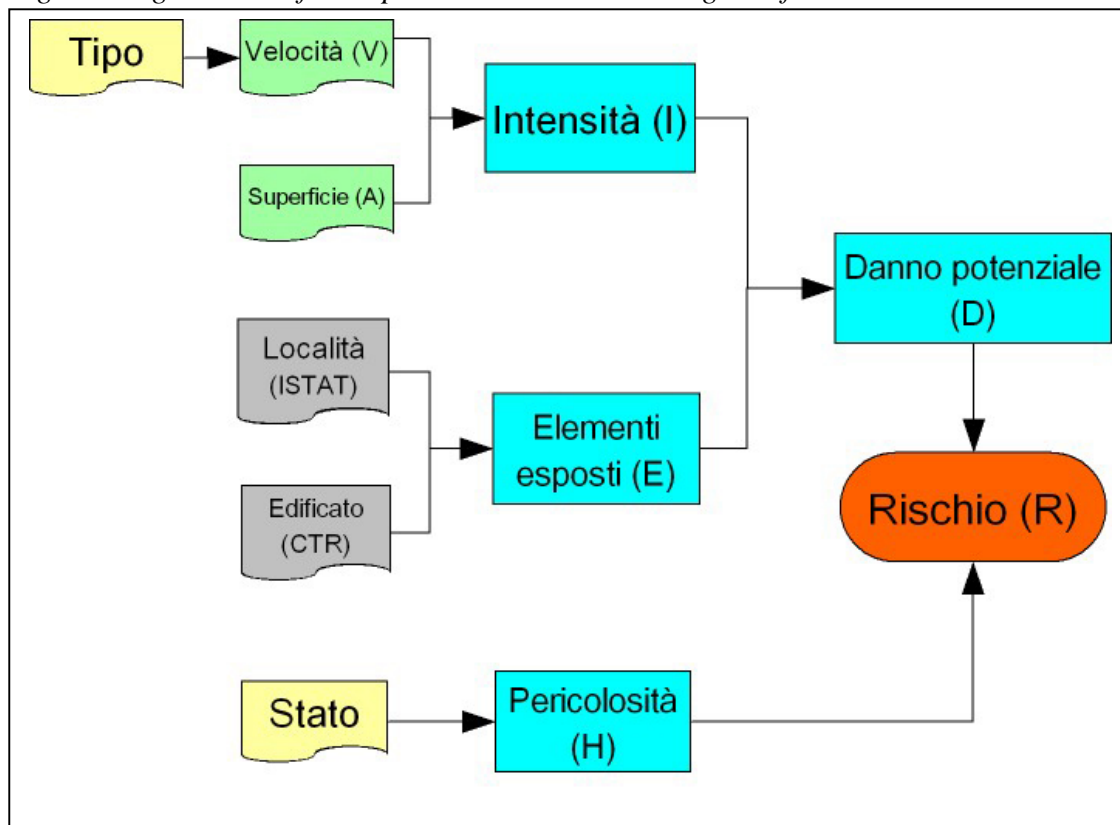 Tipo
Velocità (V)
Superficie (A)
Intensità (I)
Località
(ISTAT)
Edificato
(CTR)
Elementi
esposti (E)
Danno potenziale
(D)
Rischio (R)
Stato
Pericolosità
(H)